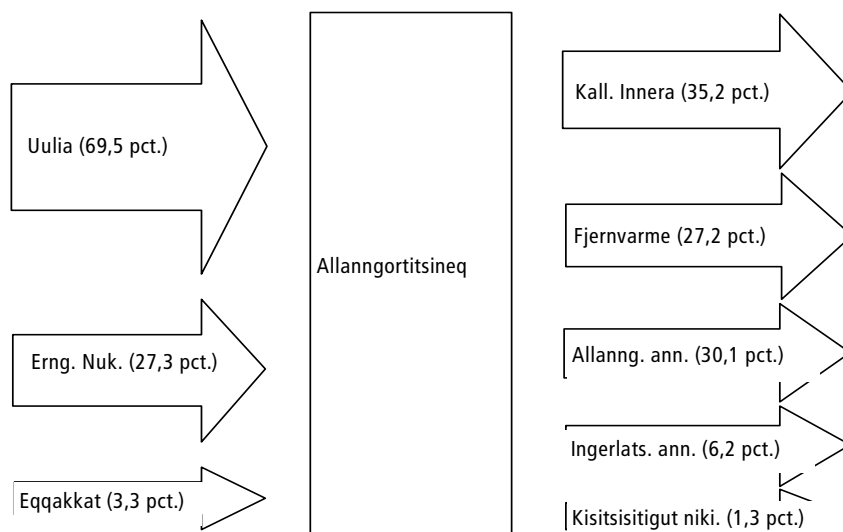 Uulia (69,5 pct.)
Erng. Nuk. (27,3 pct.)
Eqqakkat (3,3 pct.)
Allanngortitsineq
Kall. Innera (35,2 pct.)
Fjernvarme (27,2 pct.)
Allanng. ann. (30,1 pct.)
Ingerlats. ann. (6,2 pct.)
Kisitsisitigut niki. (1,3 pct.)